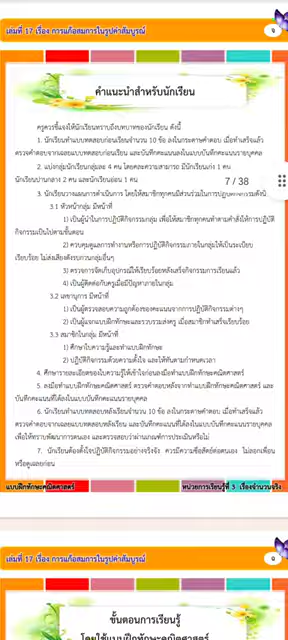 เล่มที่ 17 เรื่อง การแก้อสมการในรูปค่าสัมบูรณ์
คำแนะนำสำหรับนักเรียน
ครูควรชี้แจงให้นักเรียนทราบถึงบทบาทของนักเรียน ดังนี้
1. นักเรียนทำแบบทดสอบก่อนเรียนจำนวน 10 ข้อ ลงในกระดาษคำตอบ เมื่อทำเสร็จแล้ว
ตรวจคำตอบจากเฉลยแบบทดสอบก่อนเรียน และบันทึกคะแนนลงในแบบบันทึกคะแนนรายบุคคล
2. แบ่งกลุ่มนักเรียนกลุ่มละ 4 คน โดยคละความสามารถ มีนักเรียนเก่ง 1 คน
นักเรียนปานกลาง 2 คน และนักเรียนอ่อน 1 คน
7 / 38
3. นักเรียนวางแผนการดำเนินการ โดยให้สมาชิกทุกคนมีส่วนร่วมในการปฏิบัติกิจกรรมดังนี้
3.1 หัวหน้ากลุ่ม มีหน้าที่
1) เป็นผู้นำในการปฏิบัติกิจกรรมกลุ่ม เพื่อให้สมาชิกทุกคนทำตามคำสั่งให้การปฏิบัติ
กิจกรรมเป็นไปตามขั้นตอน
2) ควบคุมดูแลการทำงานหรือการปฏิบัติกิจกรรมภายในกลุ่มให้เป็นระเบียบ
เรียบร้อย ไม่ส่งเสียงดังรบกวนกลุ่มอื่นๆ
3) ตรวจการจัดเก็บอุปกรณ์ให้เรียบร้อยหลังเสร็จกิจกรรมการเรียนแล้ว
4) เป็นผู้ติดต่อกับครูเมื่อมีปัญหาภายในกลุ่ม
3.2 เลขานุการ มีหน้าที่
1) เป็นผู้ตรวจสอบความถูกต้องของคะแนนจากการปฏิบัติกิจกรรมต่างๆ
2) เป็นผู้แจกแบบฝึกทักษะและรวบรวมส่งครู เมื่อสมาชิกทำเสร็จเรียบร้อย
3.3 สมาชิกในกลุ่ม มีหน้าที่
1) ศึกษาใบความรู้และทำแบบฝึกทักษะ
2) ปฏิบัติกิจกรรมด้วยความตั้งใจ และให้ทันตามกำหนดเวลา
4. ศึกษารายละเอียดของใบความรู้ให้เข้าใจก่อนลงมือทำแบบฝึกทักษะคณิตศาสตร์
5. ลงมือทำแบบฝึกทักษะคณิตศาสตร์ ตรวจคำตอบหลังจากทำแบบฝึกทักษะคณิตศาสตร์ และ
บันทึกคะแนนที่ได้ลงในแบบบันทึกคะแนนรายบุคคล
6. นักเรียนทำแบบทดสอบหลังเรียนจำนวน 10 ข้อ ลงในกระดาษคำตอบ เมื่อทำเสร็จแล้ว
ตรวจคำตอบจากเฉลยแบบทดสอบหลังเรียน และบันทึกคะแนนที่ได้ลงในแบบบันทึกคะแนนรายบุคคล
เพื่อให้ทราบพัฒนาการตนเอง และตรวจสอบว่าผ่านเกณฑ์การประเมินหรือไม่
7. นักเรียนต้องตั้งใจปฏิบัติกิจกรรมอย่างจริงจัง ควรมีความซื่อสัตย์ต่อตนเอง ไม่ลอกเพื่อน
หรือดูเฉลยก่อน
แบบฝึกทักษะคณิตศาสตร์
หน่วยการเรียนรู้ที่ 3 เรื่องจำนวนจริง
เล่มที่ 17 เรื่อง การแก้อสมการในรูปค่าสัมบูรณ์
ขั้นตอนการเรียนรู้
โดยใช้แบบฝึกทักษะคณิตศาสตร์